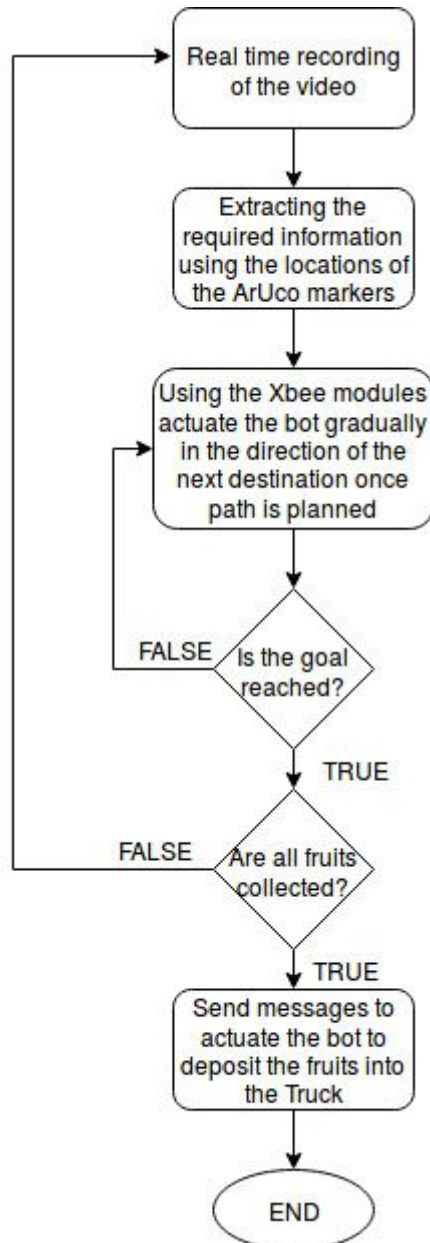 Real time recording
of the video
Extracting the
required information
using the locations of
the ArUco markers
Using the Xbee modules
actuate the bot gradually
in the direction of the
next destination once
path is planned
FALSE
Is the goal
reached?
TRUE
FALSE
Are all fruits
collected?
TRUE
Send messages to
actuate the bot to
deposit the fruits into
the Truck
END